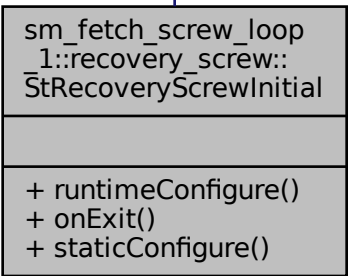 sm_fetch_screw_loop
_1::recovery_screw::
StRecoveryScrewInitial
+ runtimeConfigure()
+ onExit()
+ staticConfigure()